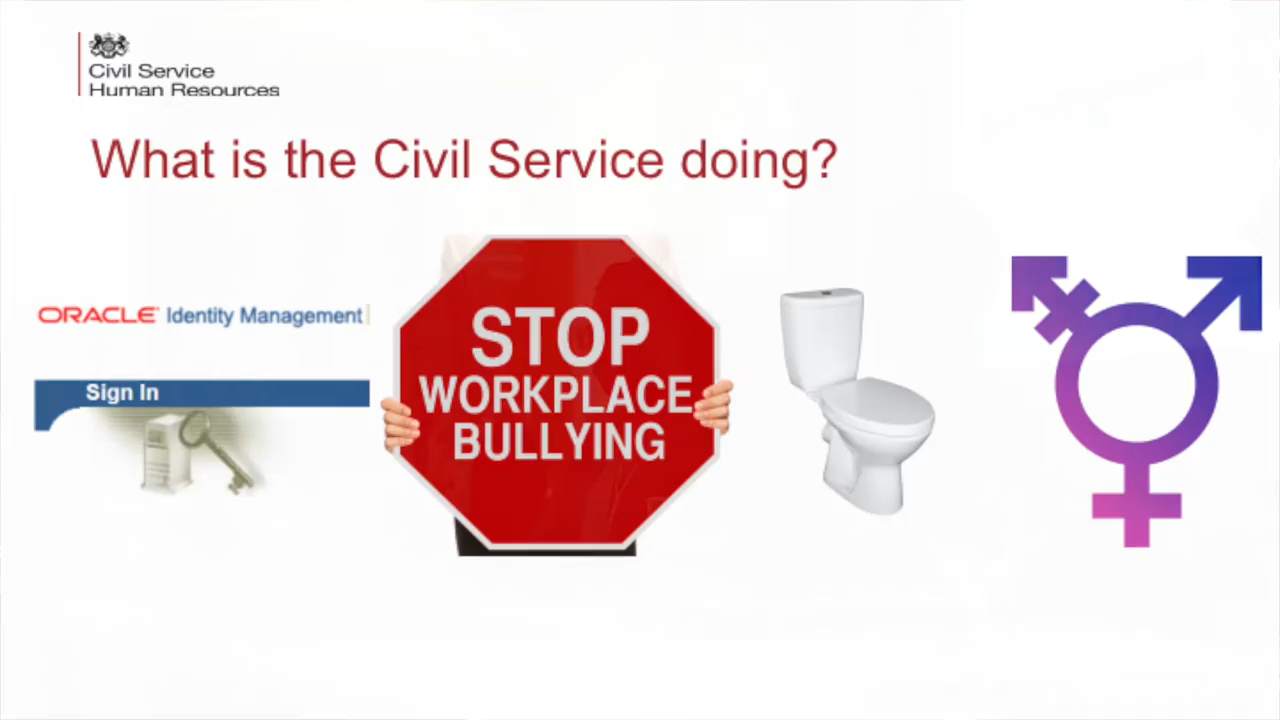 Civil Service
Human Resources
What is the Civil Service doing?
ORACLE® Identity Management
Sign In
STOP
WORKPLACE
BULLYING